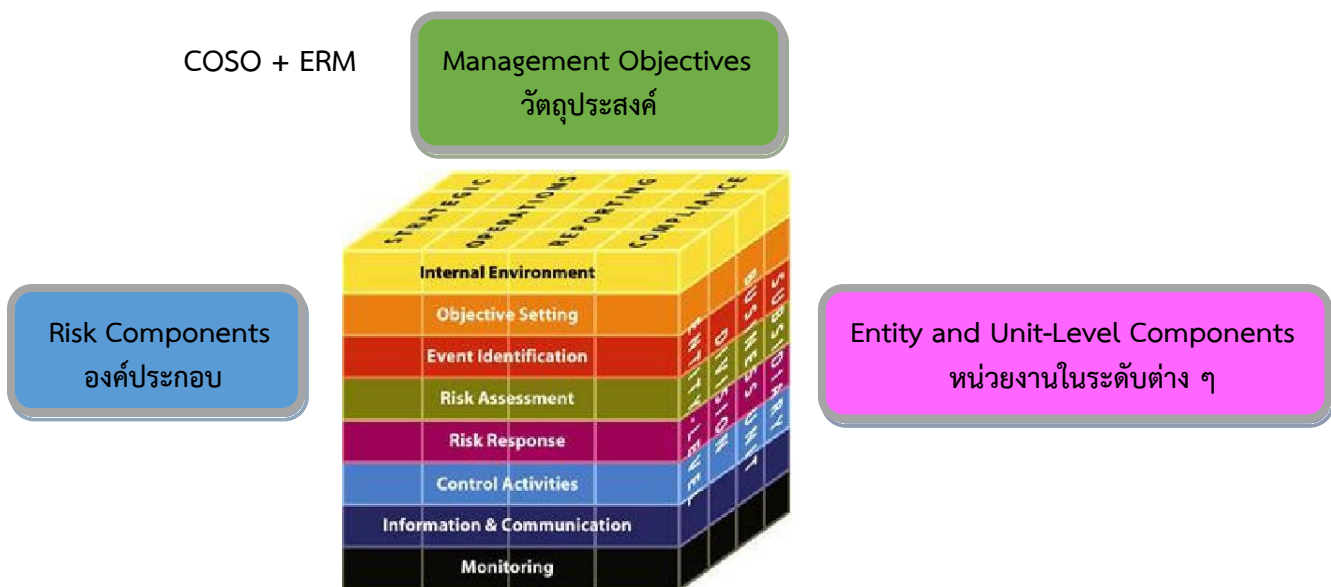 COSO + ERM
Management Objectives
วัตถุประสงค์
STRATEGIC
OPERATIONS
REPORTING
COMPLIANCE
Internal Environment
Objective Setting
Event Identification
Risk Assessment
Risk Response
Control Activities
Information & Communication
Monitoring
ENTITY-LEVEL
DIVISION
BUSINESS UNIT
SUBSIDIARY
Risk Components
องค์ประกอบ
Entity and Unit-Level Components
หน่วยงานในระดับต่าง ๆ